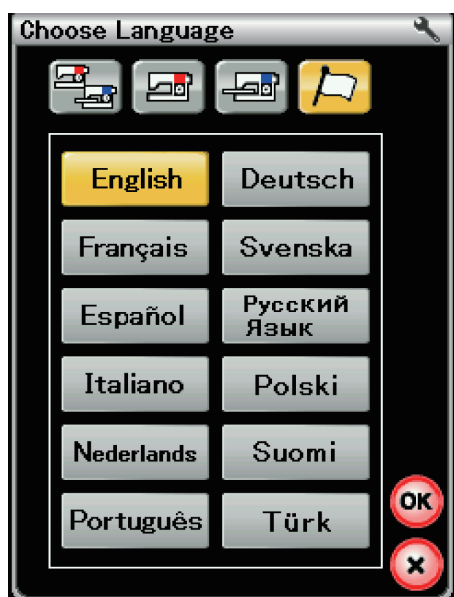 Choose Language
English
Deutsch
Français
Svenska
Español
Русский
Язык
Italiano
Polski
Nederlands
Suomi
Português
Türk
OK